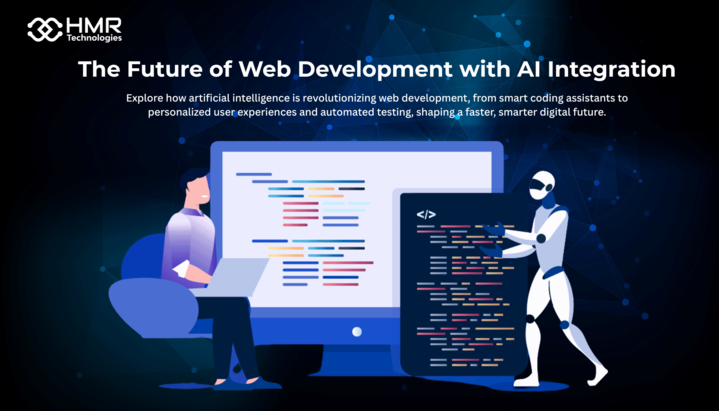 HMR
Technologies
The Future of Web Development with AI Integration
Explore how artificial intelligence is revolutionizing web development, from smart coding assistants to
personalized user experiences and automated testing, shaping a faster, smarter digital future.
</>